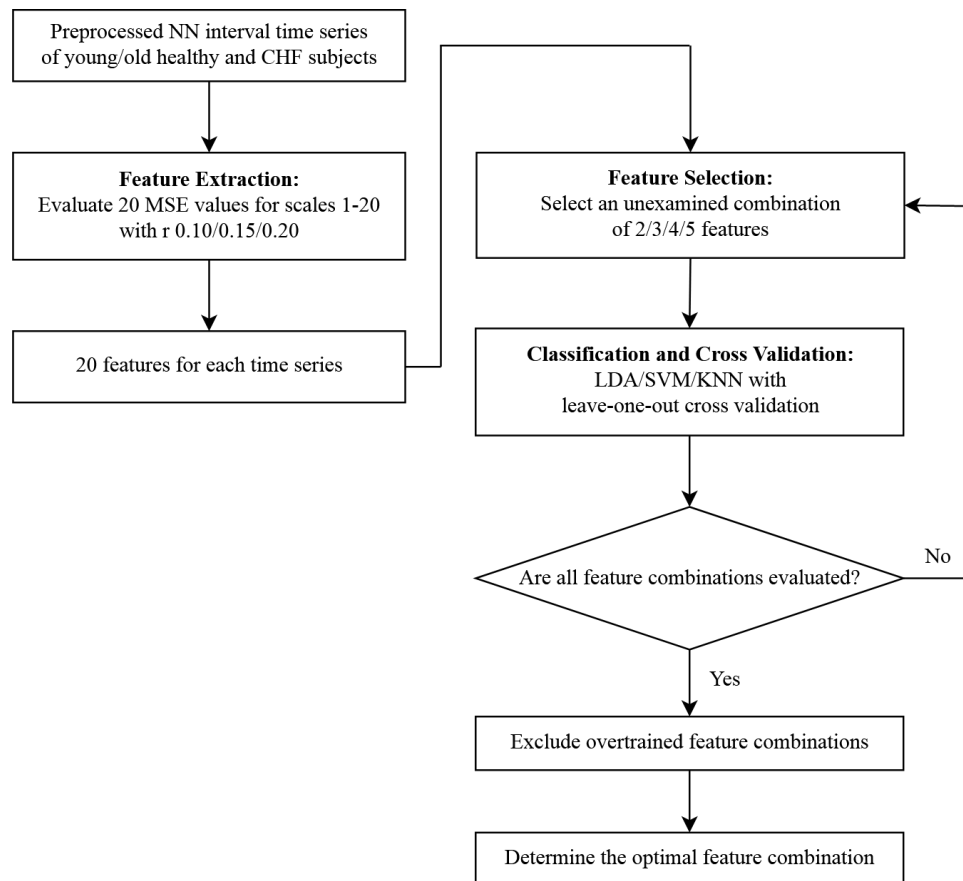 Preprocessed NN interval time series
of young/old healthy and CHF subjects
Feature Extraction:
Evaluate 20 MSE values for scales 1-20
with r 0.10/0.15/0.20
20 features for each time series
Feature Selection:
Select an unexamined combination
of 2/3/4/5 features
Classification and Cross Validation:
LDA/SVM/KNN with
leave-one-out cross validation
Are all feature combinations evaluated?
No
Yes
Exclude overtrained feature combinations
Determine the optimal feature combination